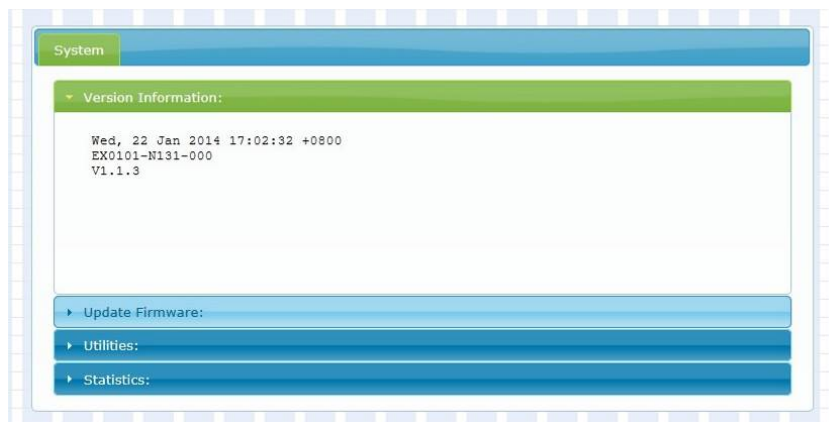 System
Version Information:
Wed, 22 Jan 2014 17:02:32 +0800
EX0101-N131-000
V1.1.3
Update Firmware:
Utilities:
Statistics: